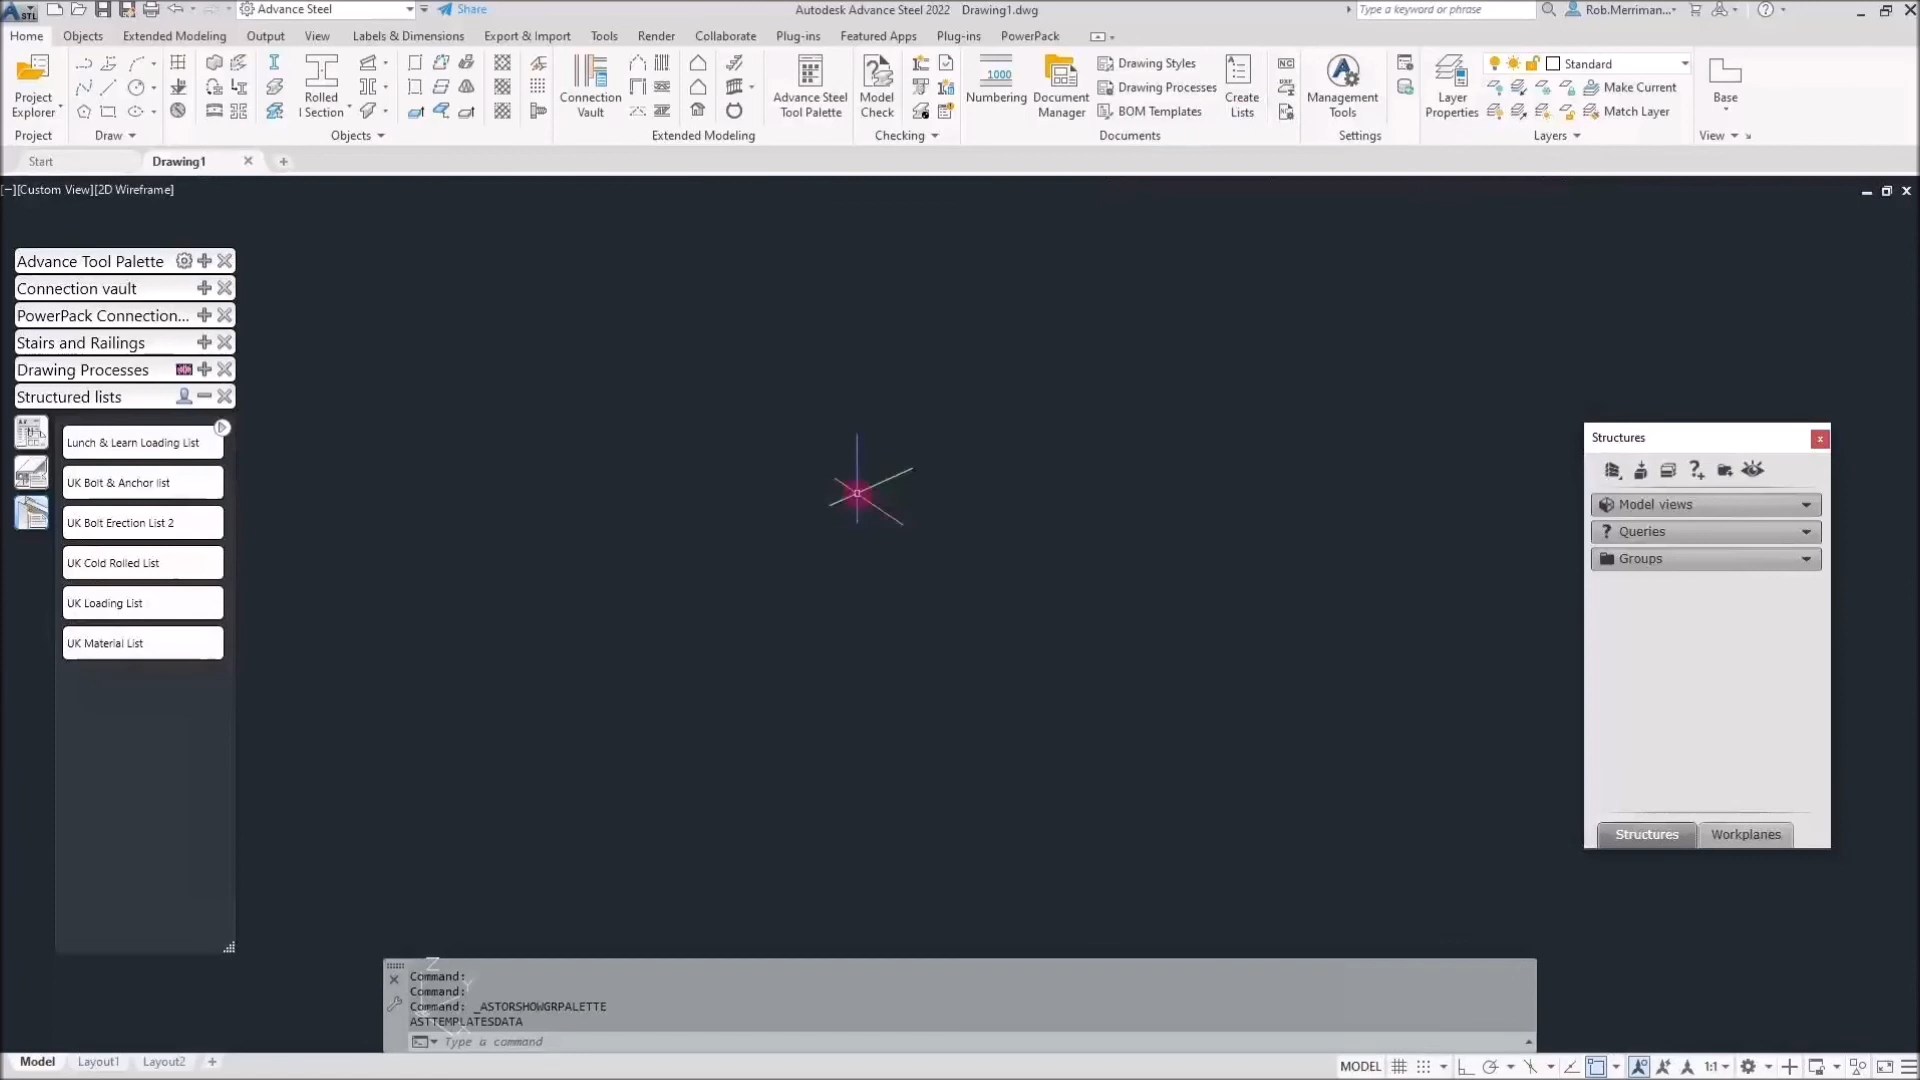 STL
Advance Steel
Share
Autodesk Advance Steel 2022 Drawing1.dwg
Type a keyword or phrase
Rob.Merriman...
Home Objects Extended Modeling Output View Labels & Dimensions Export & Import Tools Render Collaborate Plug-ins Featured Apps Plug-ins PowerPack
Project Explorer
Rolled I Section
Connection Vault
Advance Steel Tool Palette
Model Check
1000
Numbering
Document Manager
Drawing Styles
Drawing Processes
BOM Templates
Create Lists
NC
DXF
Management Tools
Layer Properties
Standard
Make Current
Match Layer
Base
Project Draw Objects Extended Modeling Checking Documents Settings Layers View
Start Drawing1
[−][Custom View][2D Wireframe]
Advance Tool Palette
Connection vault
PowerPack Connection...
Stairs and Railings
Drawing Processes
Structured lists
Lunch & Learn Loading List
UK Bolt & Anchor list
UK Bolt Erection List 2
UK Cold Rolled List
UK Loading List
UK Material List
Structures
Model views
Queries
Groups
Structures Workplanes
Z
Command:
Command:
Command: _ASTORSHOWGRPALETTE
ASTTEMPLATESDATA
Type a command
Model Layout1 Layout2
MODEL
1:1